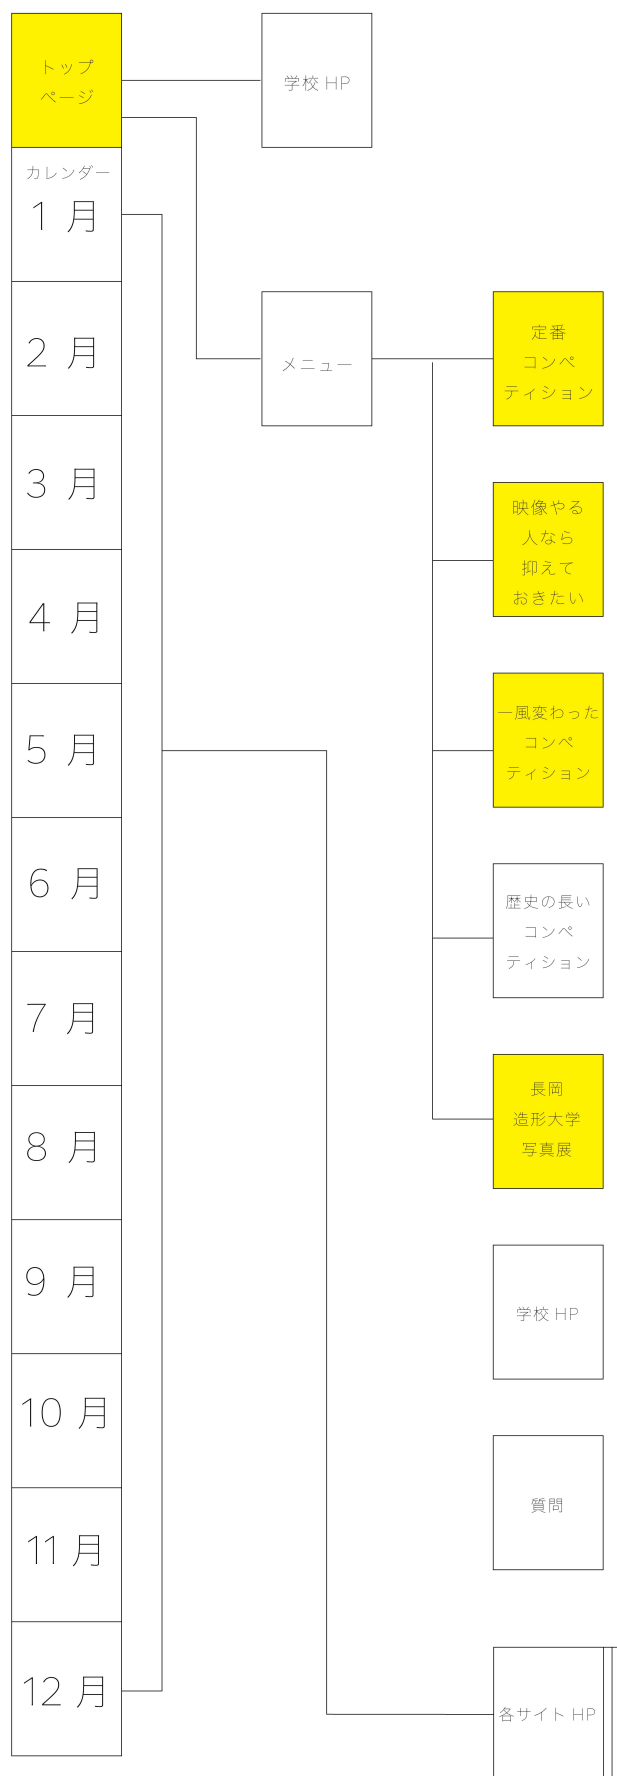 トップ
ページ
学校 HP
カレンダー
1 月
2 月
メニュー
定番
コンペ
ティション
3 月
映像やる
人なら
抑えて
おきたい
4 月
5 月
一風変わった
コンペ
ティション
6 月
歴史の長い
コンペ
ティション
7 月
8 月
長岡
造形大学
写真展
9 月
学校 HP
10 月
11 月
質問
12 月
各サイト HP